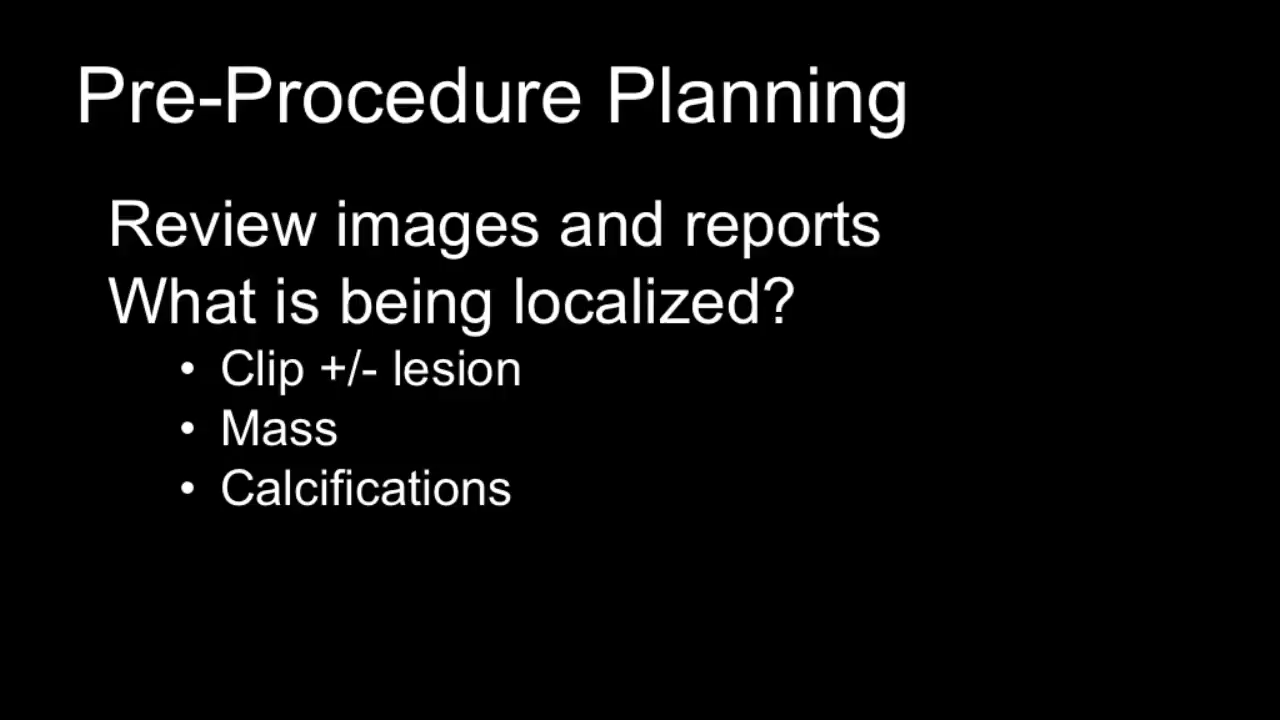 Pre-Procedure Planning
Review images and reports
What is being localized?
• Clip +/- lesion
• Mass
• Calcifications